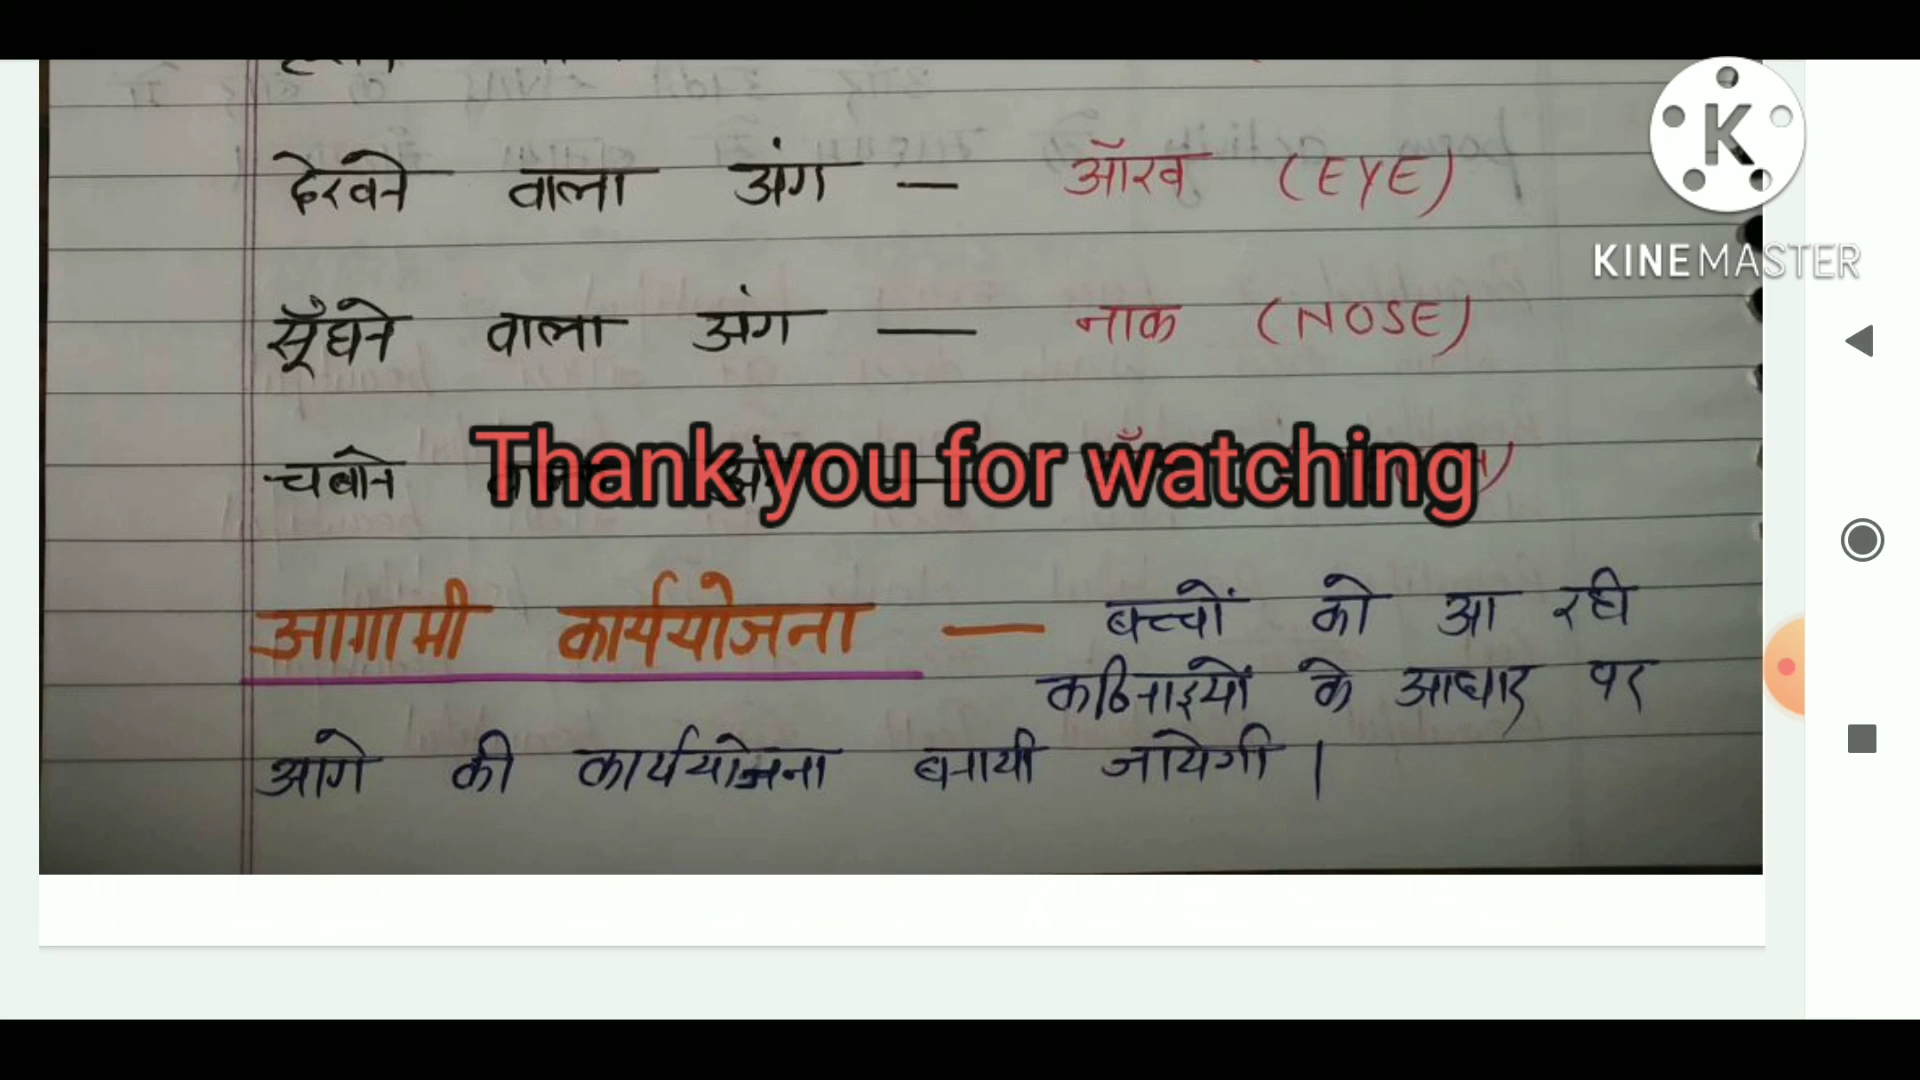 देखने वाला अंग — आँख (EYE)
KINEMASTER
सूँघने वाला अंग — नाक (NOSE)
चबाने
Thank you for watching
आगामी कार्ययोजना — बच्चों को आ रही
कठिनाइयों के आधार पर
आगे की कार्ययोजना बनायी जायेगी ।